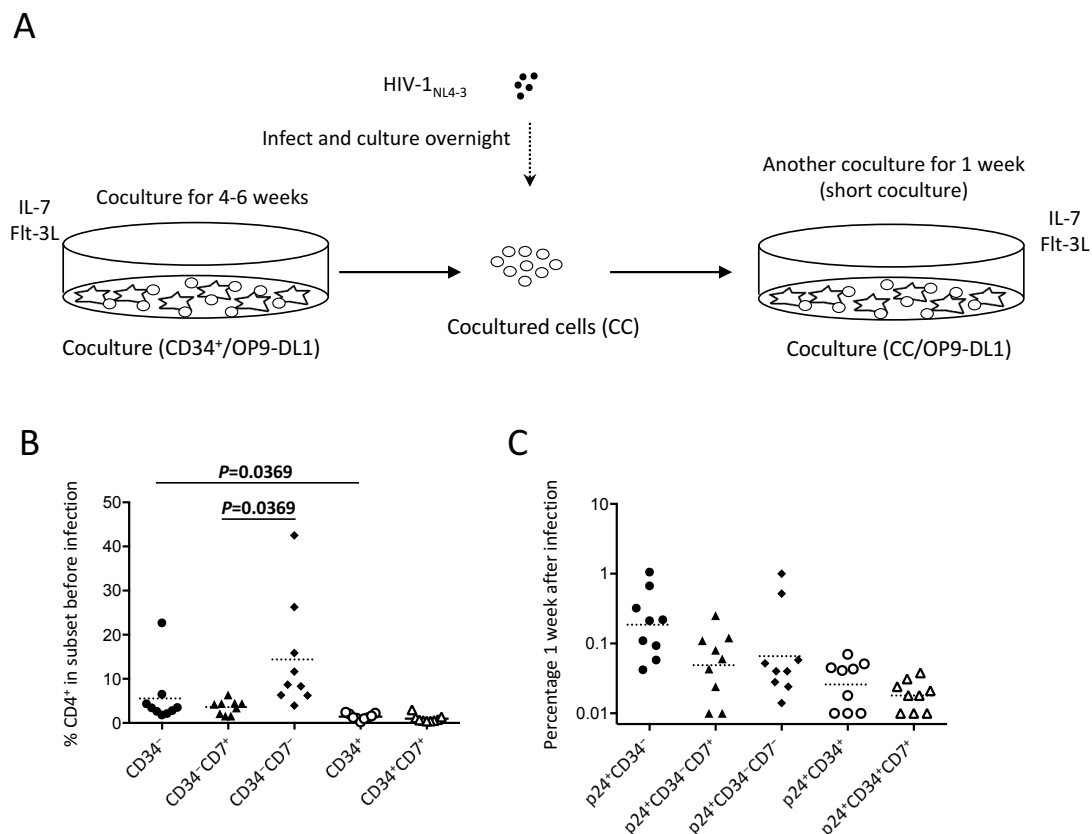 A
HIV-1NL4-3
Infect and culture overnight
Another coculture for 1 week
(short coculture)
Coculture for 4-6 weeks
IL-7
Flt-3L
IL-7
Flt-3L
Cocultured cells (CC)
Coculture (CD34+/OP9-DL1)
Coculture (CC/OP9-DL1)
B
P=0.0369
P=0.0369
% CD4+ in subset before infection
50
40
30
20
10
0
CD34-
CD34-CD7+
CD34-CD7-
CD34+
CD34+CD7+
C
Percentage 1 week after infection
10
1
0.1
0.01
p24+CD34-
p24+CD34-CD7+
p24+CD34-CD7-
p24+CD34+
p24+CD34+CD7+